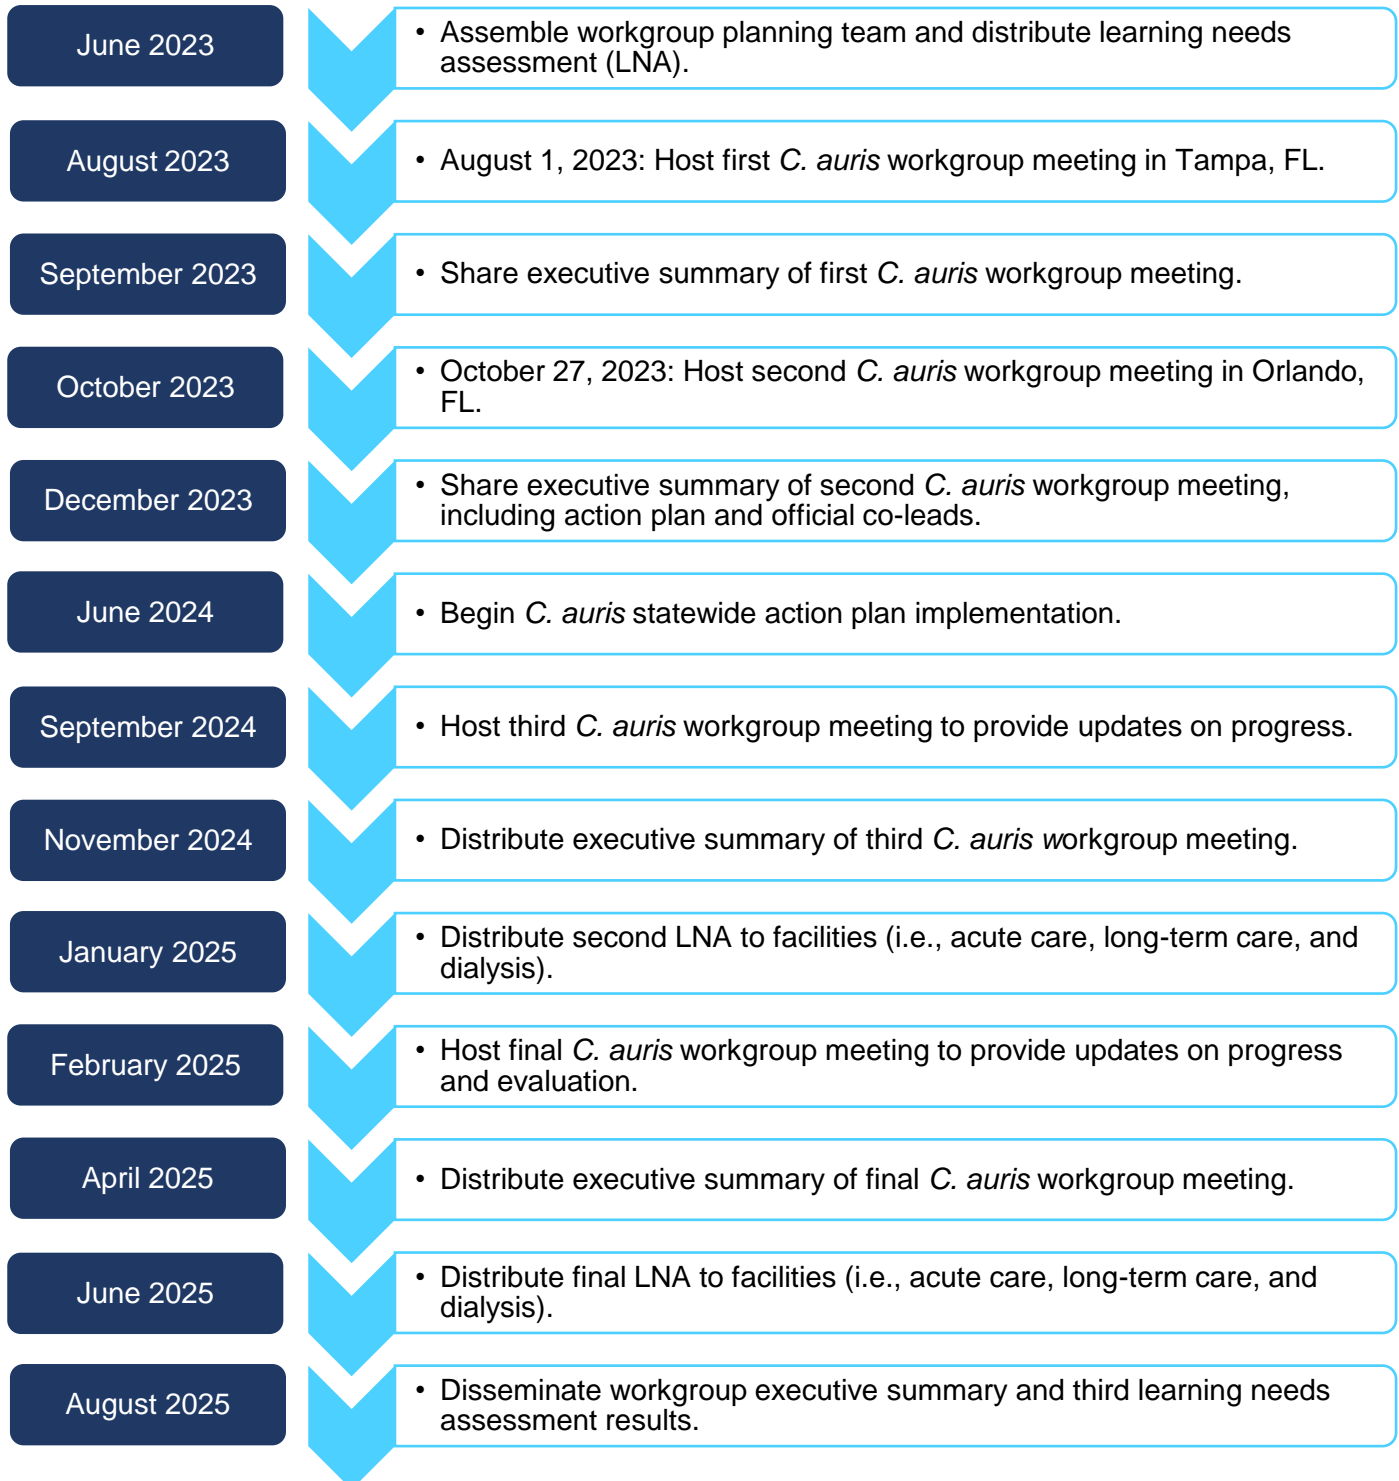 June 2023
• Assemble workgroup planning team and distribute learning needs
assessment (LNA).
August 2023
• August 1, 2023: Host first C. auris workgroup meeting in Tampa, FL.
September 2023
• Share executive summary of first C. auris workgroup meeting.
October 2023
• October 27, 2023: Host second C. auris workgroup meeting in Orlando,
FL.
December 2023
• Share executive summary of second C. auris workgroup meeting,
including action plan and official co-leads.
June 2024
• Begin C. auris statewide action plan implementation.
September 2024
• Host third C. auris workgroup meeting to provide updates on progress.
November 2024
• Distribute executive summary of third C. auris workgroup meeting.
January 2025
• Distribute second LNA to facilities (i.e., acute care, long-term care, and
dialysis).
February 2025
• Host final C. auris workgroup meeting to provide updates on progress
and evaluation.
April 2025
• Distribute executive summary of final C. auris workgroup meeting.
June 2025
• Distribute final LNA to facilities (i.e., acute care, long-term care, and
dialysis).
August 2025
• Disseminate workgroup executive summary and third learning needs
assessment results.